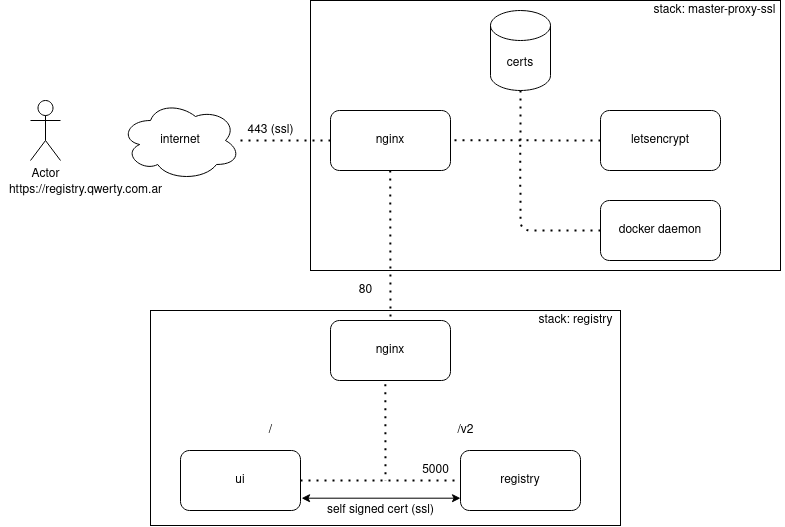 stack: master-proxy-ssl
certs
internet
443 (ssl)
nginx
letsencrypt
Actor
https://registry.qwerty.com.ar
docker daemon
80
stack: registry
nginx
/
/v2
ui
5000
registry
self signed cert (ssl)